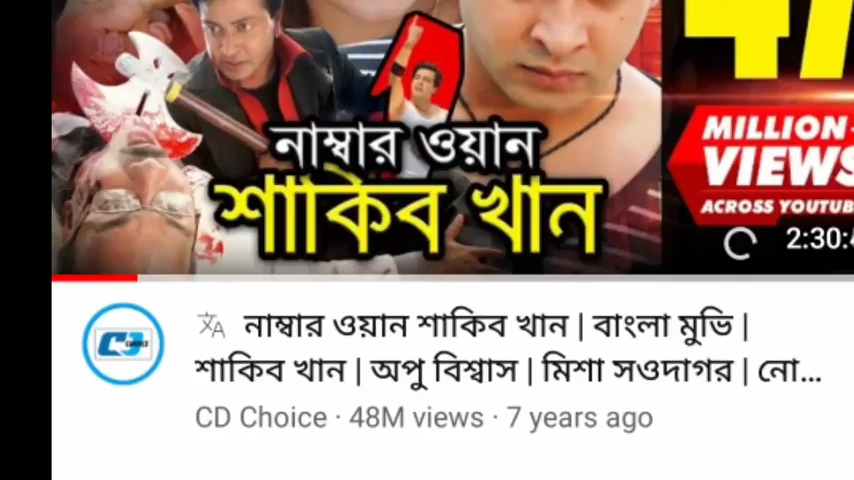 নাম্বার ওয়ান
শাকিব খান
MILLION
VIEWS
ACROSS YOUTUB
2:30:
নাম্বার ওয়ান শাকিব খান | বাংলা মুভি |
শাকিব খান | অপু বিশ্বাস | মিশা সওদাগর | নো...
CD Choice · 48M views · 7 years ago